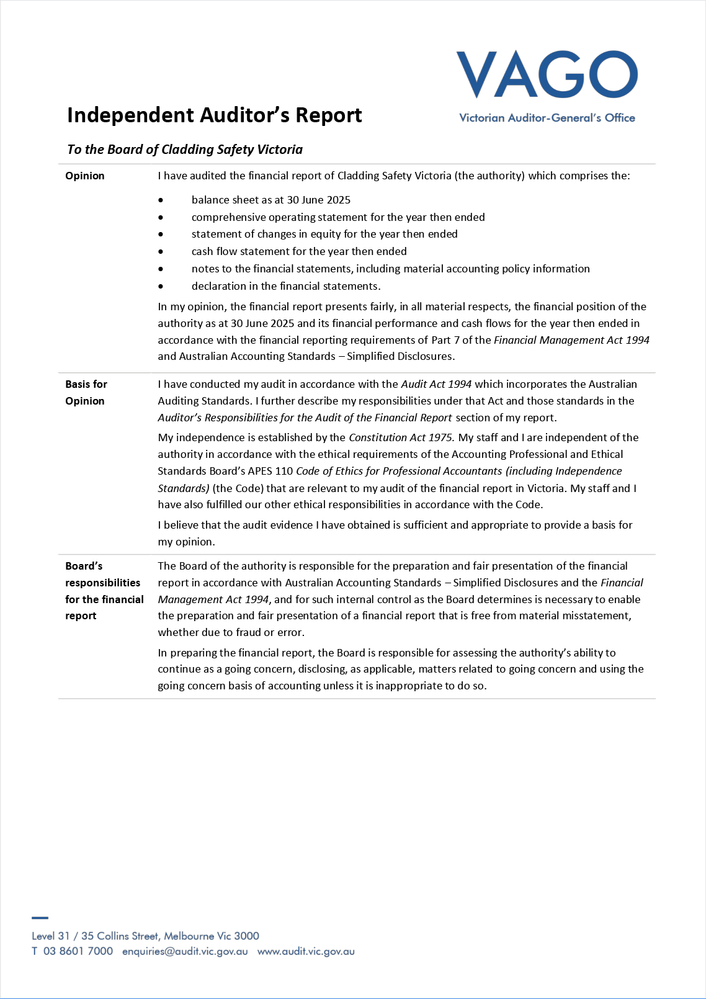 VAGO
Victorian Auditor-General's Office
Independent Auditor’s Report
To the Board of Cladding Safety Victoria
Opinion
I have audited the financial report of Cladding Safety Victoria (the authority) which comprises the:
• balance sheet as at 30 June 2025
• comprehensive operating statement for the year then ended
• statement of changes in equity for the year then ended
• cash flow statement for the year then ended
• notes to the financial statements, including material accounting policy information
• declaration in the financial statements.
In my opinion, the financial report presents fairly, in all material respects, the financial position of the
authority as at 30 June 2025 and its financial performance and cash flows for the year then ended in
accordance with the financial reporting requirements of Part 7 of the Financial Management Act 1994
and Australian Accounting Standards – Simplified Disclosures.
Basis for
Opinion
I have conducted my audit in accordance with the Audit Act 1994 which incorporates the Australian
Auditing Standards. I further describe my responsibilities under that Act and those standards in the
Auditor’s Responsibilities for the Audit of the Financial Report section of my report.
My independence is established by the Constitution Act 1975. My staff and I are independent of the
authority in accordance with the ethical requirements of the Accounting Professional and Ethical
Standards Board’s APES 110 Code of Ethics for Professional Accountants (including Independence
Standards) (the Code) that are relevant to my audit of the financial report in Victoria. My staff and I
have also fulfilled our other ethical responsibilities in accordance with the Code.
I believe that the audit evidence I have obtained is sufficient and appropriate to provide a basis for
my opinion.
Board’s
responsibilities
for the financial
report
The Board of the authority is responsible for the preparation and fair presentation of the financial
report in accordance with Australian Accounting Standards – Simplified Disclosures and the Financial
Management Act 1994, and for such internal control as the Board determines is necessary to enable
the preparation and fair presentation of a financial report that is free from material misstatement,
whether due to fraud or error.
In preparing the financial report, the Board is responsible for assessing the authority’s ability to
continue as a going concern, disclosing, as applicable, matters related to going concern and using the
going concern basis of accounting unless it is inappropriate to do so.
Level 31 / 35 Collins Street, Melbourne Vic 3000
T 03 8601 7000 enquiries@audit.vic.gov.au www.audit.vic.gov.au